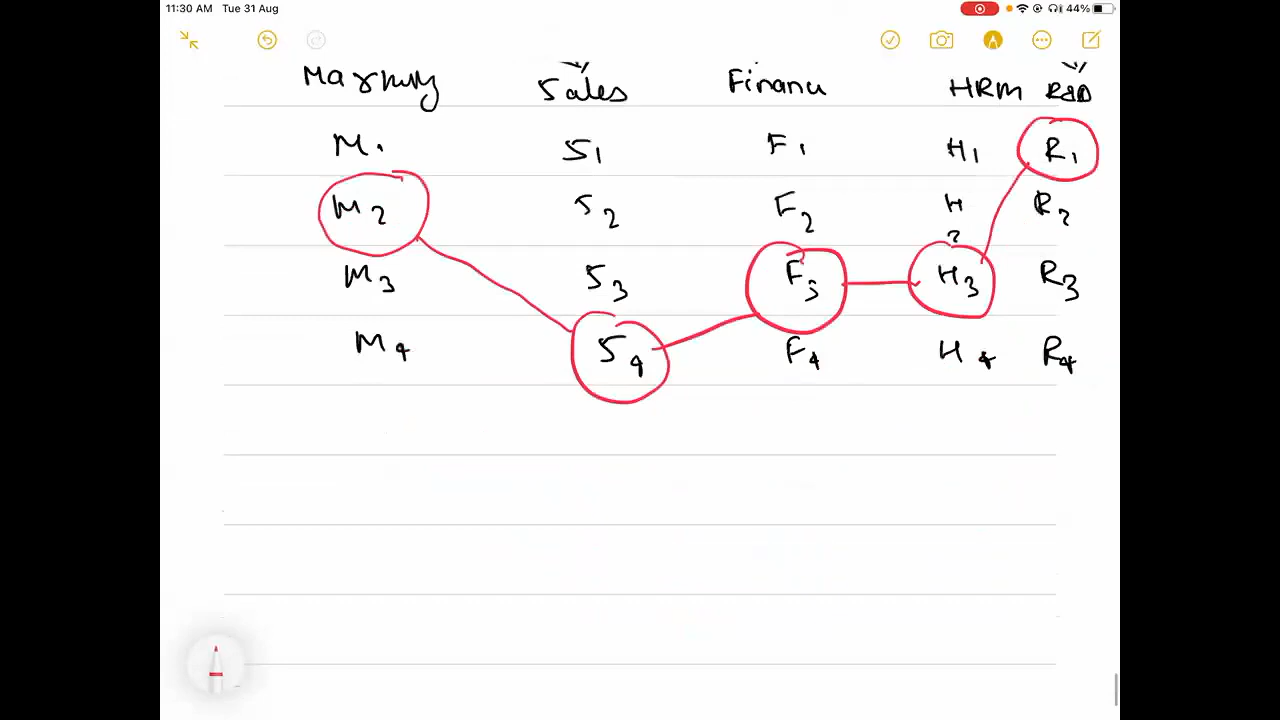 11:30 AM Tue 31 Aug 44%
Sales Finance HRM R&D
M1 S1 F1 H1 R1
M2 S2 F2 H2 R2
M3 S3 F3 H3 R3
M4 S4 F4 H4 R4